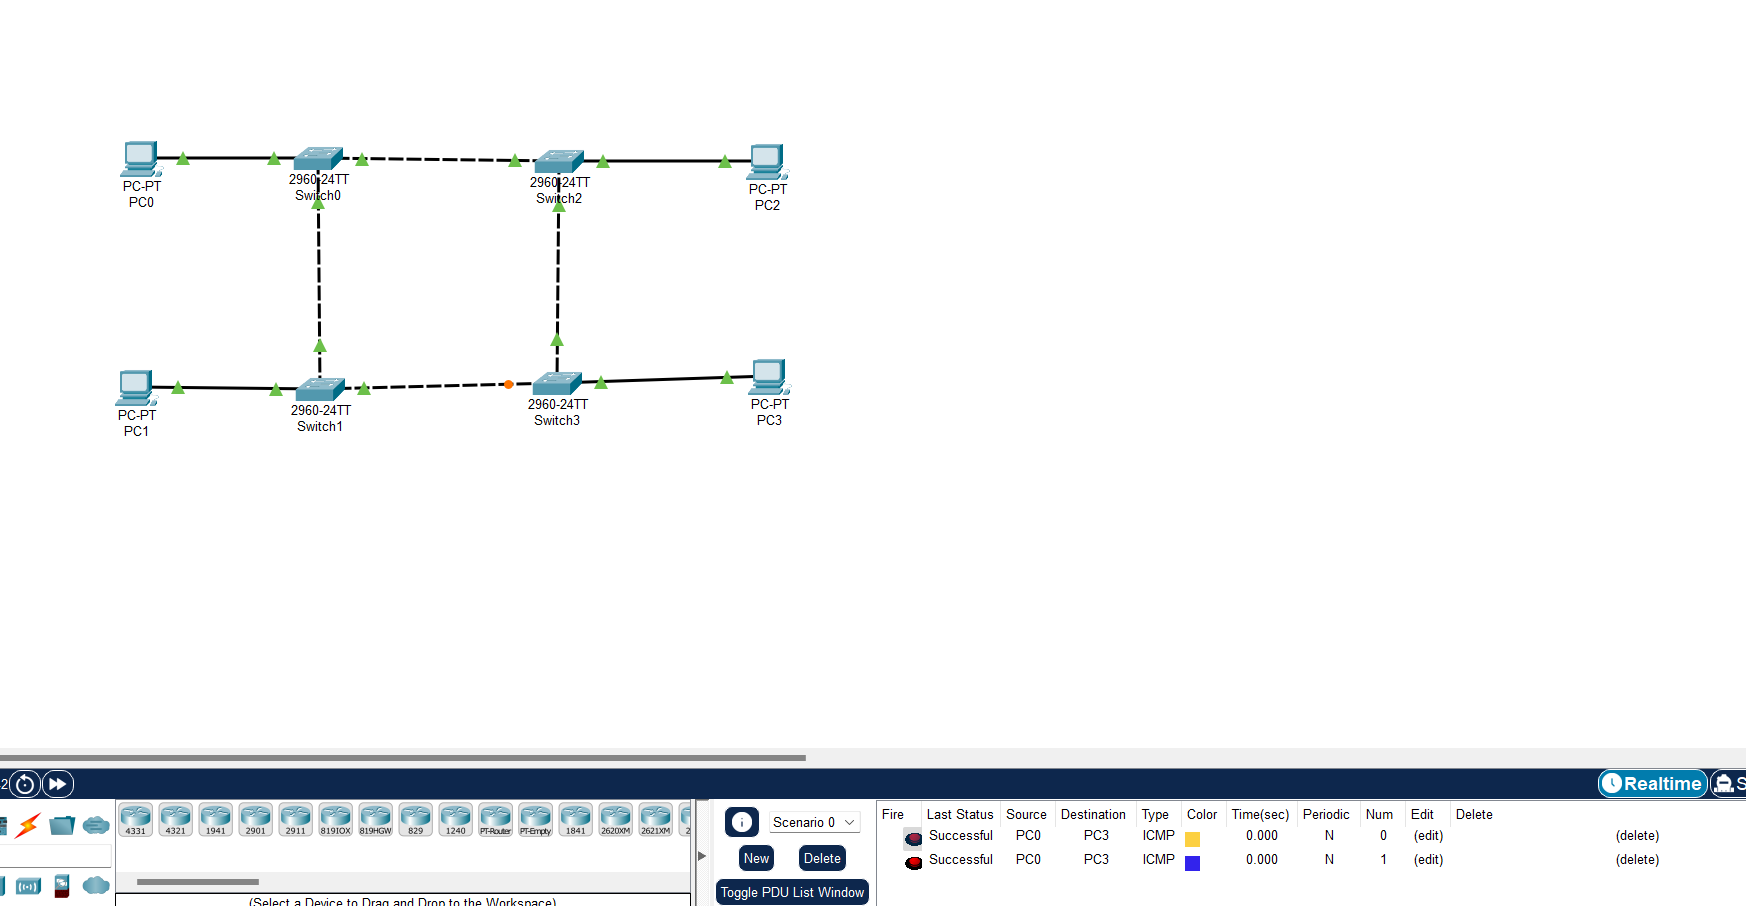 PC-PT
PC0
2960-24TT
Switch0
2960-24TT
Switch2
PC-PT
PC2
PC-PT
PC1
2960-24TT
Switch1
2960-24TT
Switch3
PC-PT
PC3
2
Realtime
S
4331 4321 1941 2901 2911 819IOX 819HGW 829 1240 PT-Router PT-Empty 1841 2620XM 2621XM 2
(Select a Device to Drag and Drop to the Workspace)
Scenario 0
New Delete
Toggle PDU List Window
Fire Last Status Source Destination Type Color Time(sec) Periodic Num Edit Delete
Successful PC0 PC3 ICMP 0.000 N 0 (edit) (delete)
Successful PC0 PC3 ICMP 0.000 N 1 (edit) (delete)